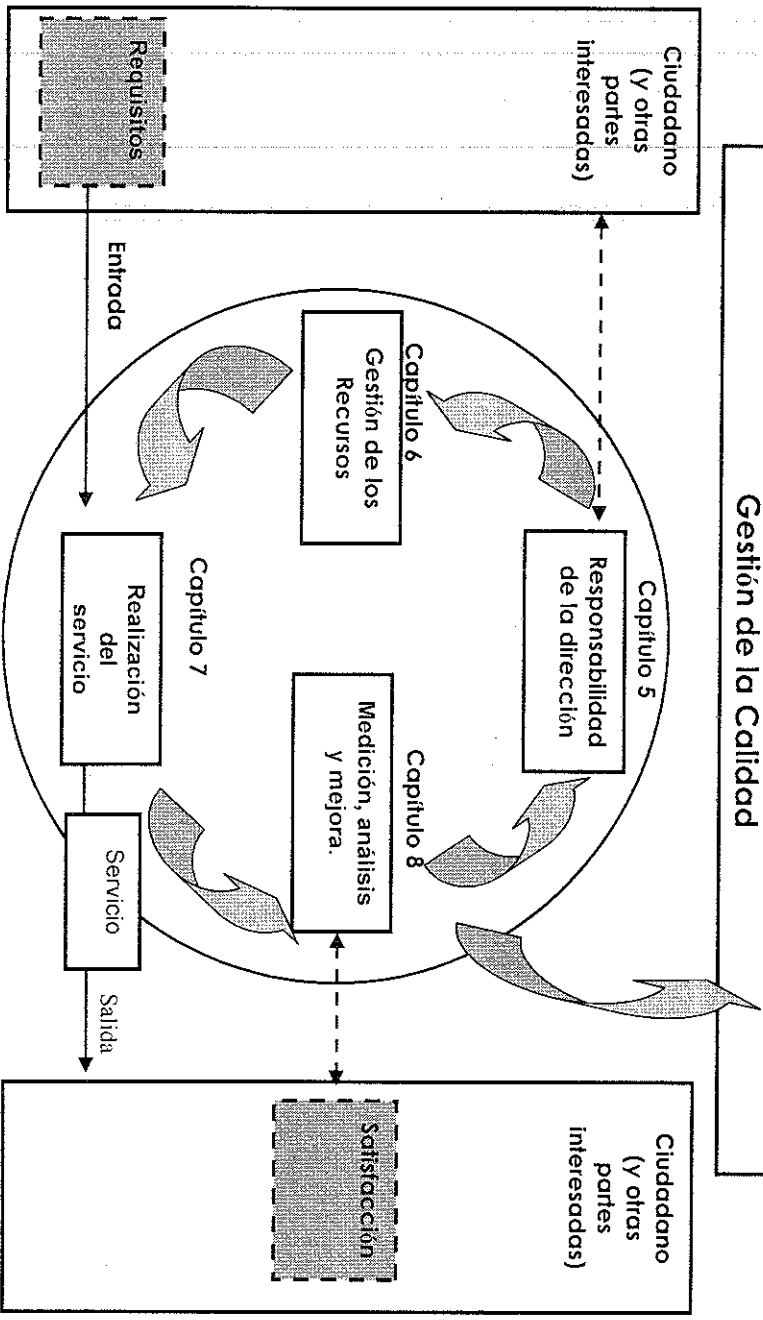 Gestión de la Calidad
Ciudadano
(y otras
partes
interesadas)
Requisitos
Entrada
Capítulo 5
Responsabilidad
de la dirección
Capítulo 6
Gestión de los
Recursos
Capítulo 8
Medición, análisis
y mejora.
Capítulo 7
Realización
del
servicio
Servicio
Salida
Ciudadano
(y otras
partes
interesadas)
Satisfacción